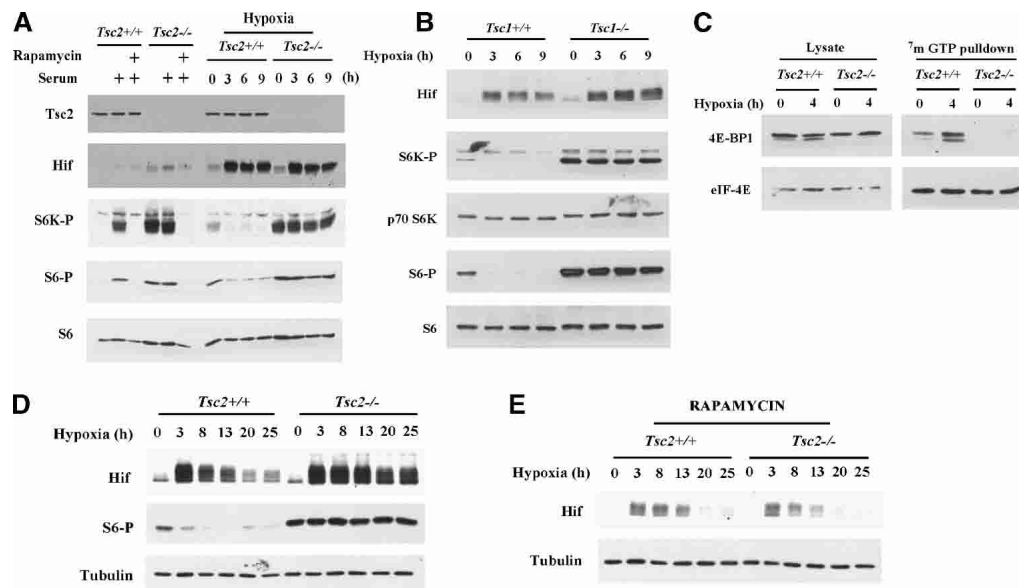 A
Tsc2+/+ Tsc2-/-
Hypoxia
Tsc2+/+ Tsc2-/-
Rapamycin + +
Serum + + + + 0 3 6 9 0 3 6 9 (h)
Tsc2
Hif
S6K-P
S6-P
S6
B
Tsc1+/+ Tsc1-/-
Hypoxia (h) 0 3 6 9 0 3 6 9
Hif
S6K-P
p70 S6K
S6-P
S6
C
Lysate 7m GTP pulldown
Tsc2+/+ Tsc2-/- Tsc2+/+ Tsc2-/-
Hypoxia (h) 0 4 0 4 0 4 0 4
4E-BP1
eIF-4E
D
Tsc2+/+ Tsc2-/-
Hypoxia (h) 0 3 8 13 20 25 0 3 8 13 20 25
Hif
S6-P
Tubulin
E
RAPAMYCIN
Tsc2+/+ Tsc2-/-
Hypoxia (h) 0 3 8 13 20 25 0 3 8 13 20 25
Hif
Tubulin